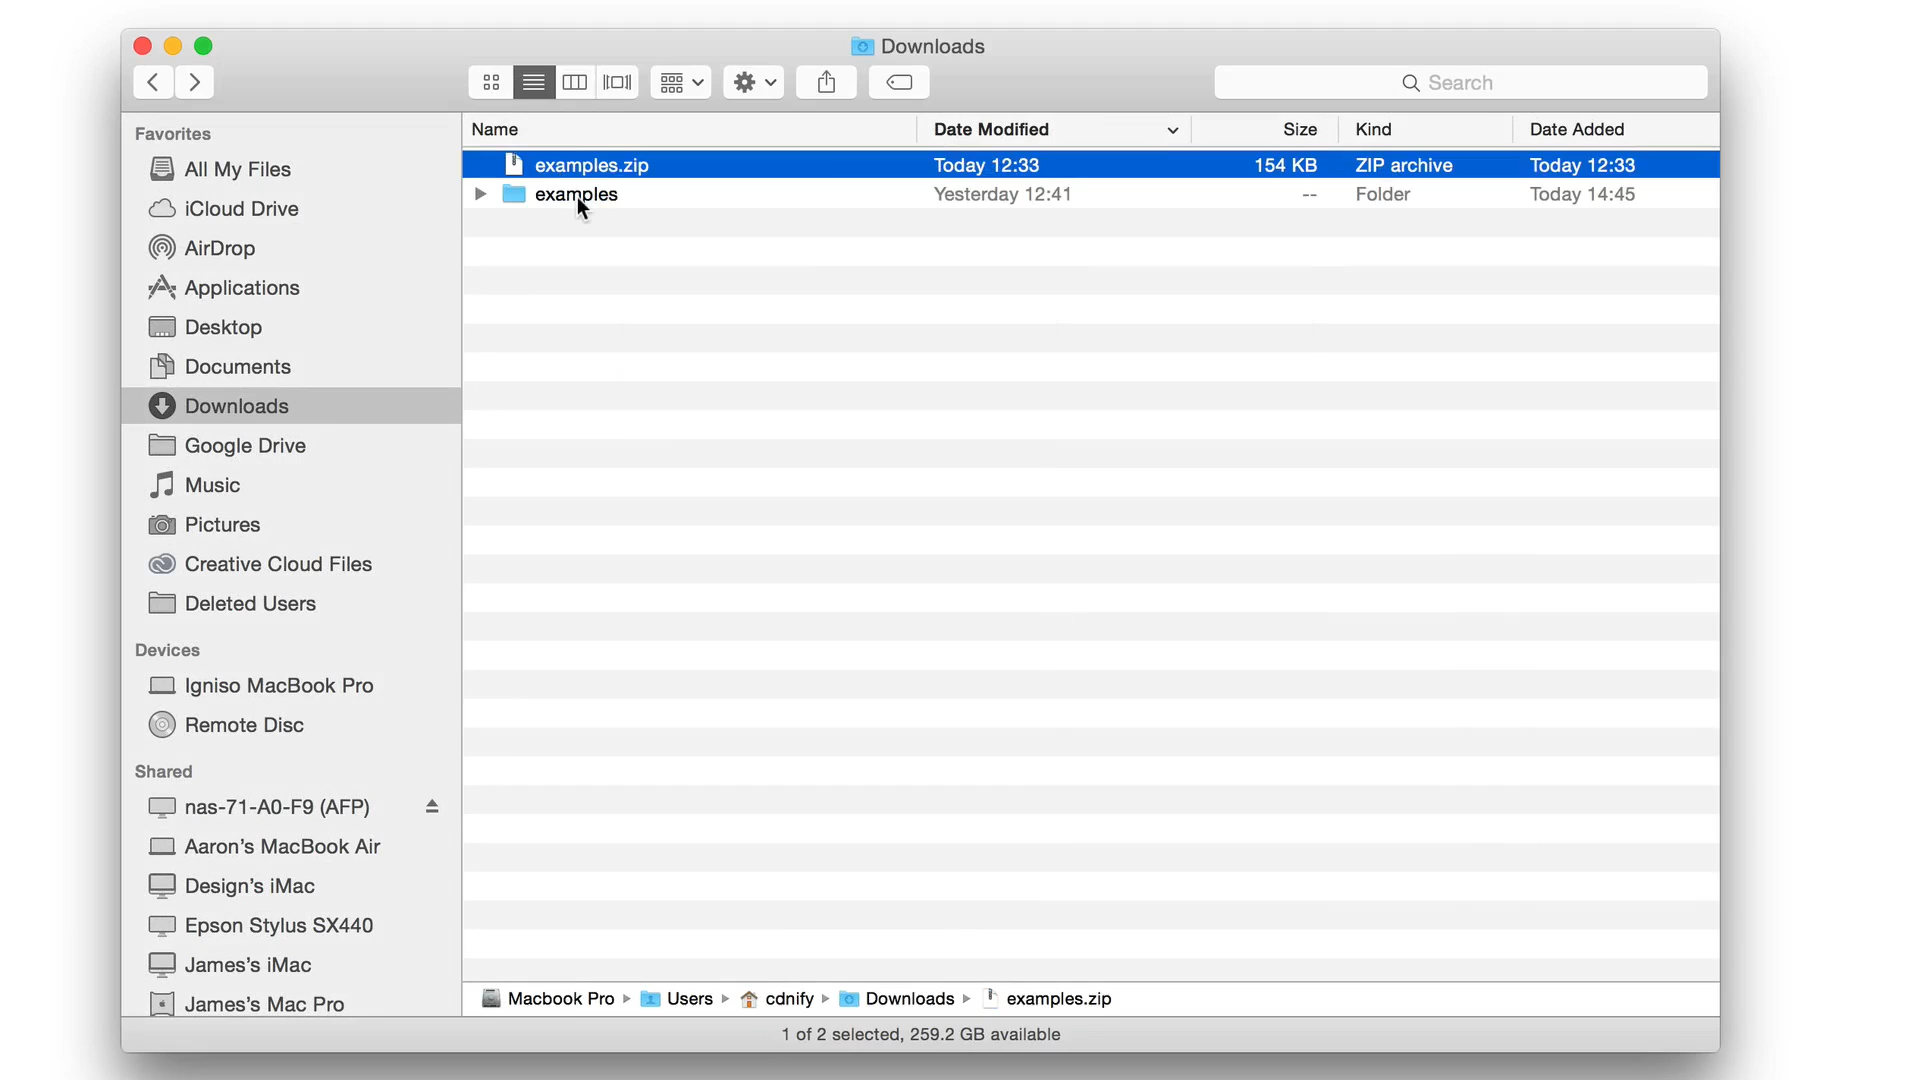 Downloads
Search
Favorites
All My Files
iCloud Drive
AirDrop
Applications
Desktop
Documents
Downloads
Google Drive
Music
Pictures
Creative Cloud Files
Deleted Users
Devices
Igniso MacBook Pro
Remote Disc
Shared
nas-71-A0-F9 (AFP)
Aaron’s MacBook Air
Design’s iMac
Epson Stylus SX440
James’s iMac
James’s Mac Pro
Name Date Modified Size Kind Date Added
examples.zip Today 12:33 154 KB ZIP archive Today 12:33
examples Yesterday 12:41 -- Folder Today 14:45
Macbook Pro Users cdnify Downloads examples.zip
1 of 2 selected, 259.2 GB available